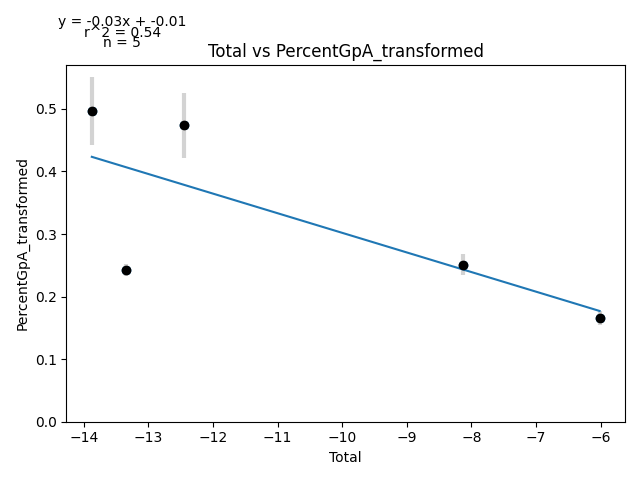 y = -0.03x + -0.01
r^2 = 0.54
n = 5
Total vs PercentGpA_transformed
PercentGpA_transformed
0.5
0.4
0.3
0.2
0.1
0.0
−14 −13 −12 −11 −10 −9 −8 −7 −6
Total